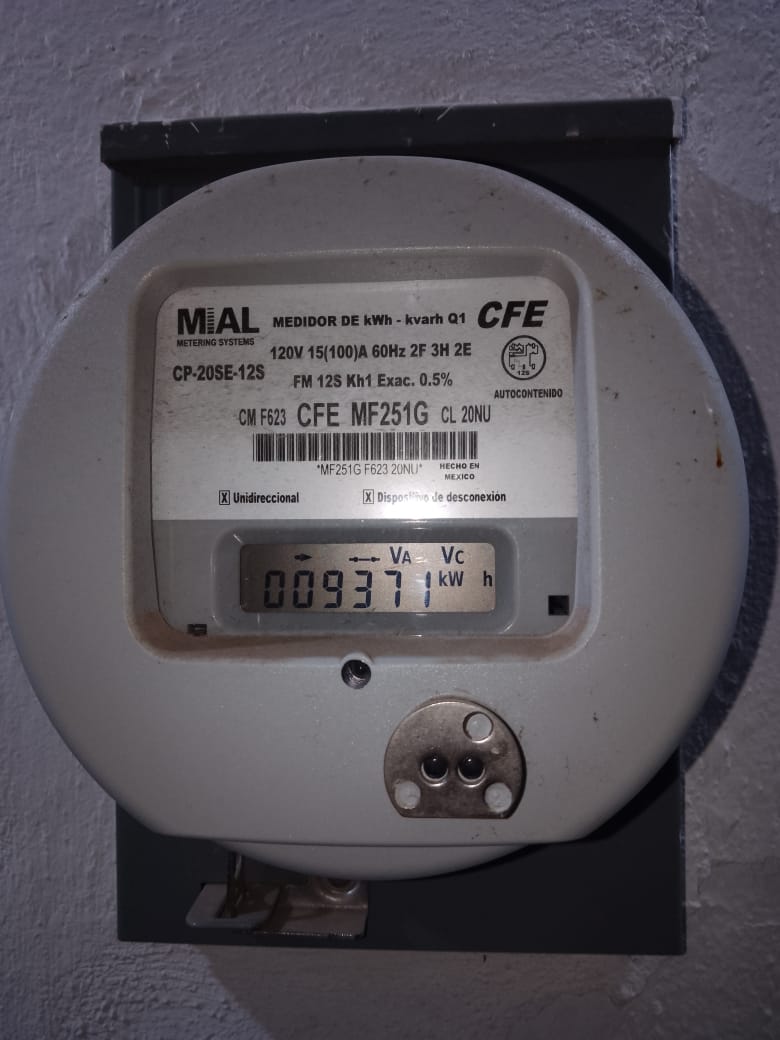 MIAL
METERING SYSTEMS
MEDIDOR DE kWh - kvarh Q1
CFE
120V 15(100)A 60Hz 2F 3H 2E
CP-20SE-12S
FM 12S Kh1 Exac. 0.5%
12S
AUTOCONTENIDO
CM F623 CFE MF251G CL 20NU
*MF251G F623 20NU*
HECHO EN
MEXICO
X Unidireccional
X Dispositivo de desconexión
VA VC
009371 kW h